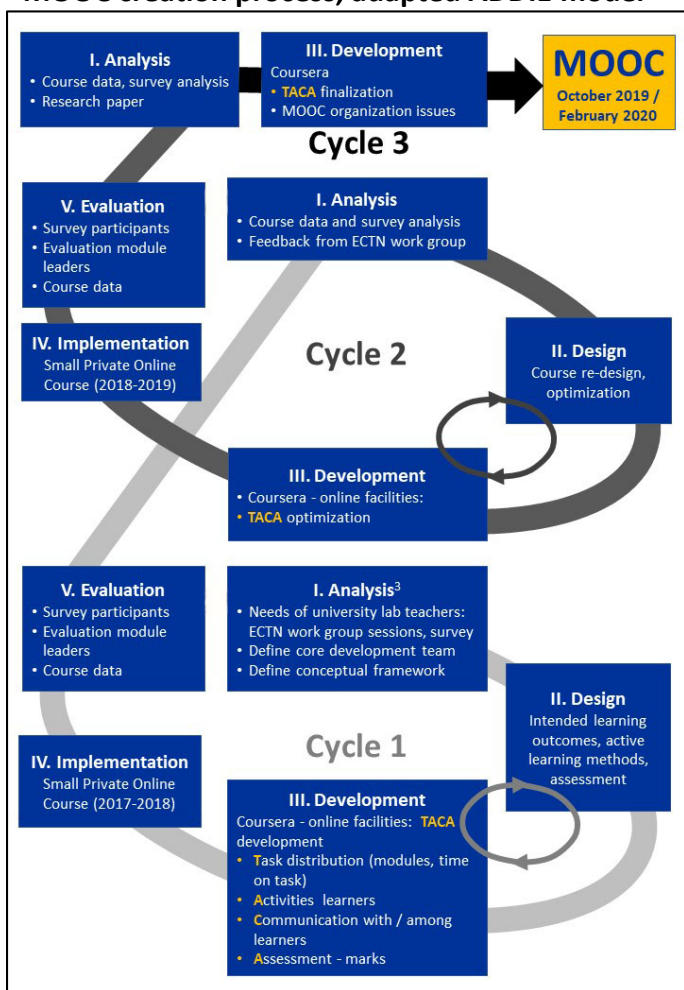 MOOC creation process, adapted ADDIE model
I. Analysis
• Course data, survey analysis
• Research paper
III. Development
Coursera
• TACA finalization
• MOOC organization issues
MOOC
October 2019 /
February 2020
Cycle 3
V. Evaluation
• Survey participants
• Evaluation module
leaders
• Course data
I. Analysis
• Course data and survey analysis
• Feedback from ECTN work
group
IV. Implementation
Small Private Online
Course (2018-2019)
Cycle 2
II. Design
Course re-design,
optimization
III. Development
• Coursera - online facilities:
• TACA optimization
V. Evaluation
• Survey participants
• Evaluation module
leaders
• Course data
I. Analysis³
• Needs of university lab teachers:
ECTN work group sessions, survey
• Define core development team
• Define conceptual framework
II. Design
Intended learning
outcomes, active
learning methods,
assessment
Cycle 1
IV. Implementation
Small Private Online
Course (2017-2018)
III. Development
Coursera - online facilities: TACA
development
• Task distribution (modules, time
on task)
• Activities learners
• Communication with / among
learners
• Assessment - marks